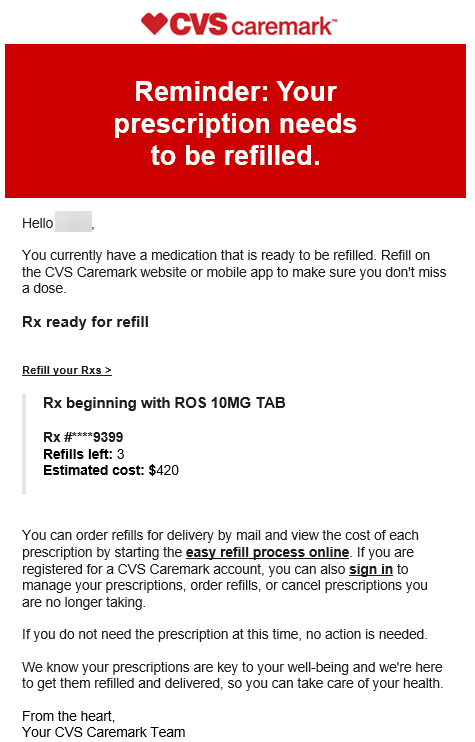 CVS caremark™
Reminder: Your
prescription needs
to be refilled.
Hello ,
You currently have a medication that is ready to be refilled. Refill on
the CVS Caremark website or mobile app to make sure you don't miss
a dose.
Rx ready for refill
Refill your Rxs >
Rx beginning with ROS 10MG TAB
Rx #****9399
Refills left: 3
Estimated cost: $420
You can order refills for delivery by mail and view the cost of each
prescription by starting the easy refill process online. If you are
registered for a CVS Caremark account, you can also sign in to
manage your prescriptions, order refills, or cancel prescriptions you
are no longer taking.
If you do not need the prescription at this time, no action is needed.
We know your prescriptions are key to your well-being and we're here
to get them refilled and delivered, so you can take care of your health.
From the heart,
Your CVS Caremark Team